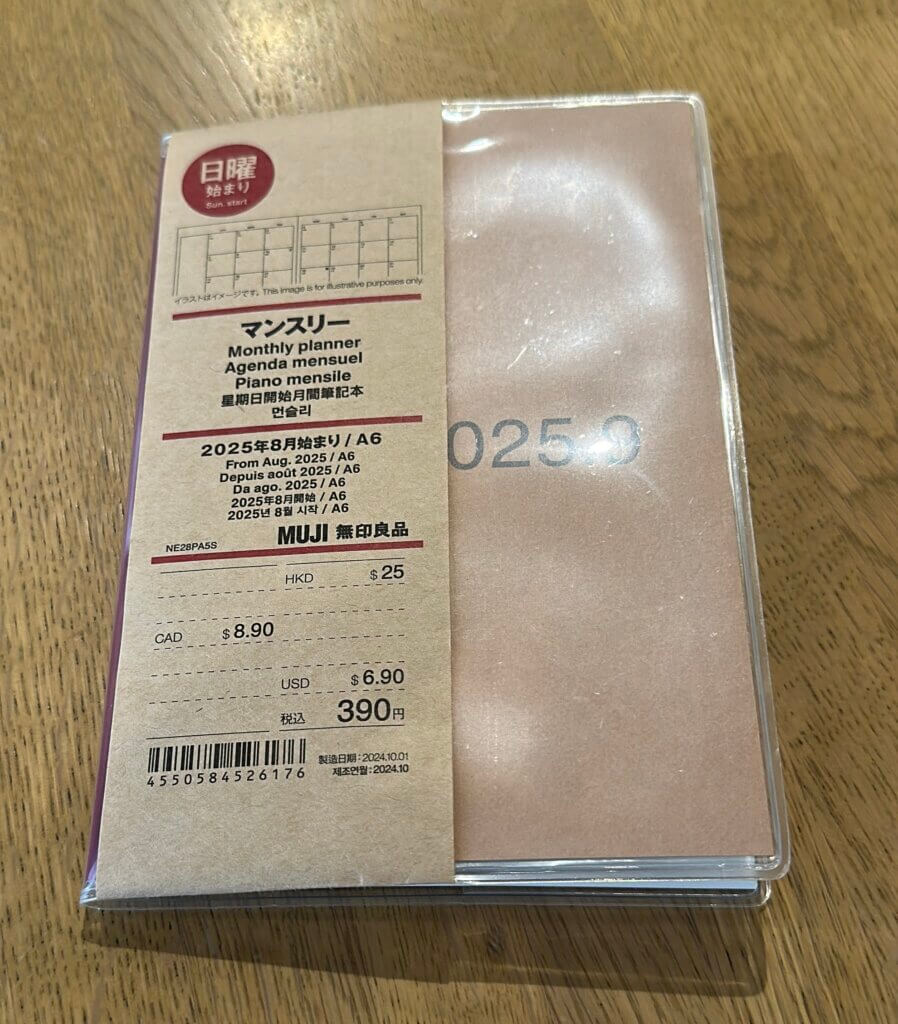 日曜
始まり
Sun. start
イラストはイメージです。This image is for illustrative purposes only.
マンスリー
Monthly planner
Agenda mensuel
Piano mensile
星期日開始月間筆記本
먼슬리
2025年8月始まり / A6
From Aug. 2025 / A6
Depuis août 2025 / A6
Da ago. 2025 / A6
2025年8月開始 / A6
2025년 8월 시작 / A6
NE28PA5S
MUJI 無印良品
HKD $ 25
CAD $ 8.90
USD $ 6.90
税込 390円
4550584526176
製造日期:2024.10.01
제조연월:2024.10
025.9